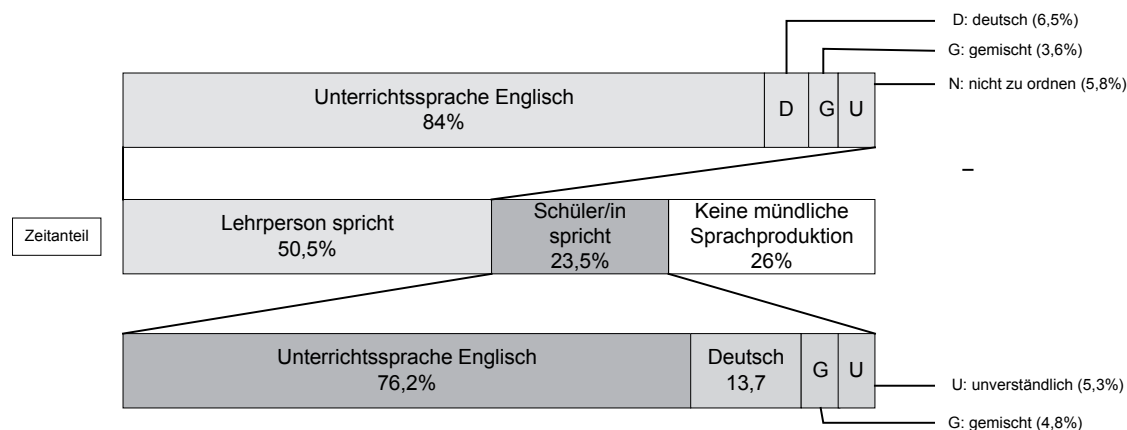 D: deutsch (6,5%)
G: gemischt (3,6%)
N: nicht zu ordnen (5,8%)
Unterrichtssprache Englisch
84%
D
G
U
–
Zeitanteil
Lehrperson spricht
50,5%
Schüler/in
spricht
23,5%
Keine mündliche
Sprachproduktion
26%
Unterrichtssprache Englisch
76,2%
Deutsch
13,7
G
U
U: unverständlich (5,3%)
G: gemischt (4,8%)